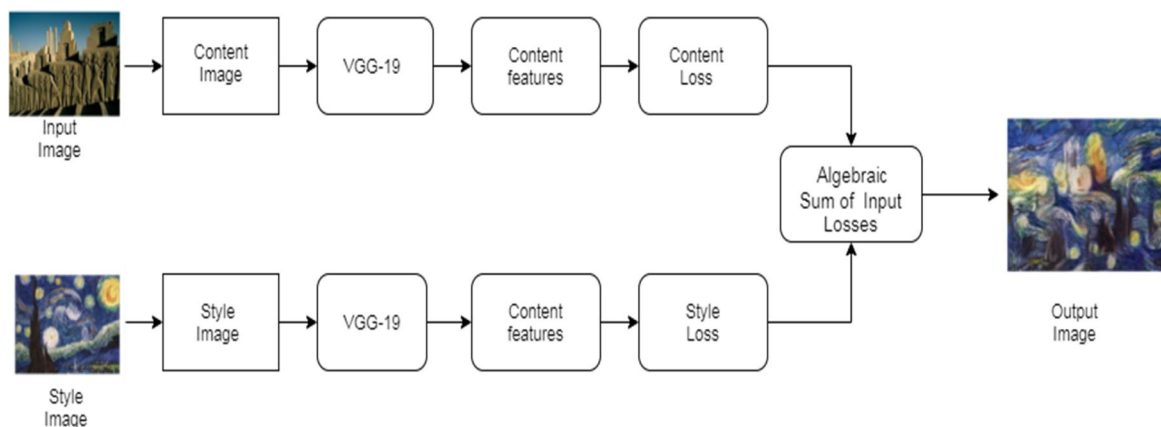 Content
Image
VGG-19
Content
features
Content
Loss
Input
Image
Algebraic
Sum of Input
Losses
Style
Image
VGG-19
Content
features
Style
Loss
Output
Image
Style
Image